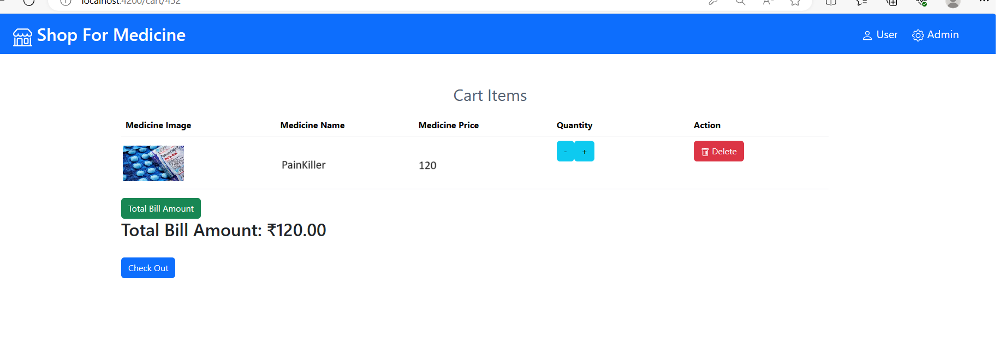 localhost:4200/cart/452
Shop For Medicine
User
Admin
Cart Items
Medicine Image
Medicine Name
Medicine Price
Quantity
Action
PainKiller
120
-
+
Delete
Total Bill Amount
Total Bill Amount: ₹120.00
Check Out